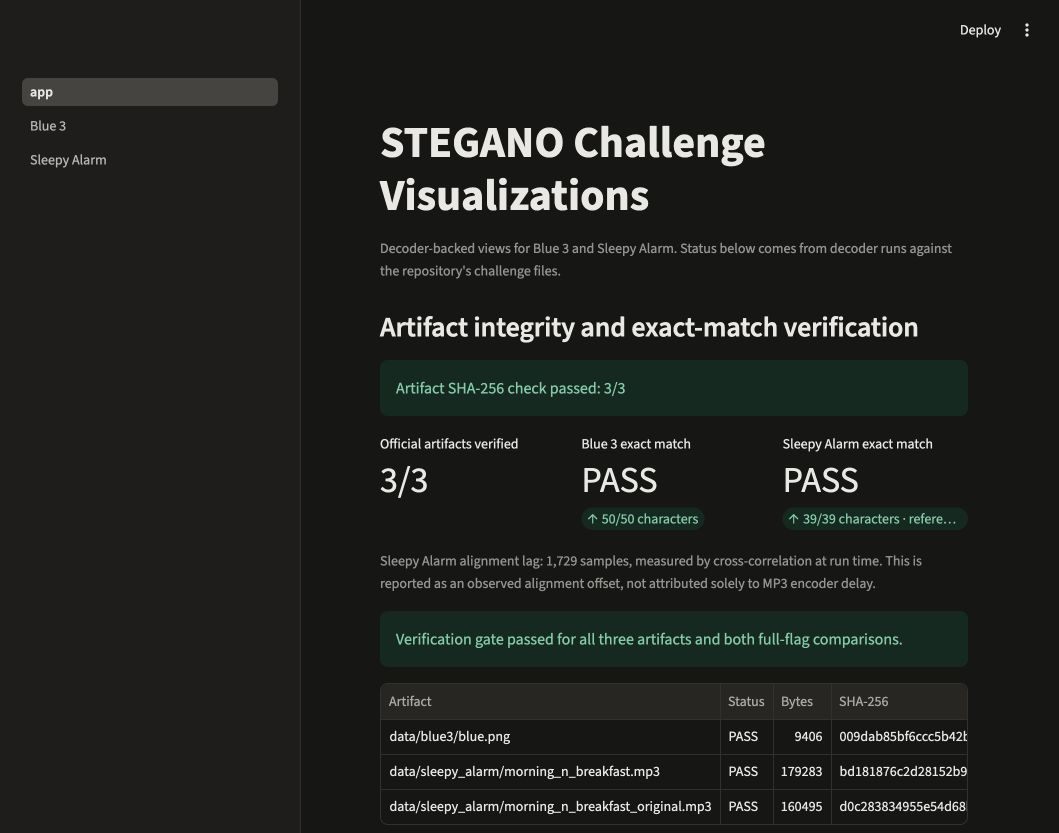 Deploy
app
Blue 3
Sleepy Alarm
STEGANO Challenge
Visualizations
Decoder-backed views for Blue 3 and Sleepy Alarm. Status below comes from decoder runs against
the repository's challenge files.
Artifact integrity and exact-match verification
Artifact SHA-256 check passed: 3/3
Official artifacts verified
3/3
Blue 3 exact match
PASS
↑ 50/50 characters
Sleepy Alarm exact match
PASS
↑ 39/39 characters · refere…
Sleepy Alarm alignment lag: 1,729 samples, measured by cross-correlation at run time. This is
reported as an observed alignment offset, not attributed solely to MP3 encoder delay.
Verification gate passed for all three artifacts and both full-flag comparisons.
Artifact Status Bytes SHA-256
data/blue3/blue.png PASS 9406 009dab85bf6ccc5b42b
data/sleepy_alarm/morning_n_breakfast.mp3 PASS 179283 bd181876c2d28152b9
data/sleepy_alarm/morning_n_breakfast_original.mp3 PASS 160495 d0c283834955e54d68